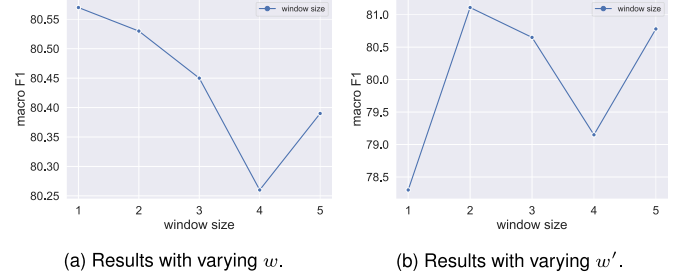 window size
80.55
80.50
80.45
80.40
80.35
80.30
80.25
macro F1
1 2 3 4 5
window size
(a) Results with varying w.
window size
81.0
80.5
80.0
79.5
79.0
78.5
macro F1
1 2 3 4 5
window size
(b) Results with varying w′.